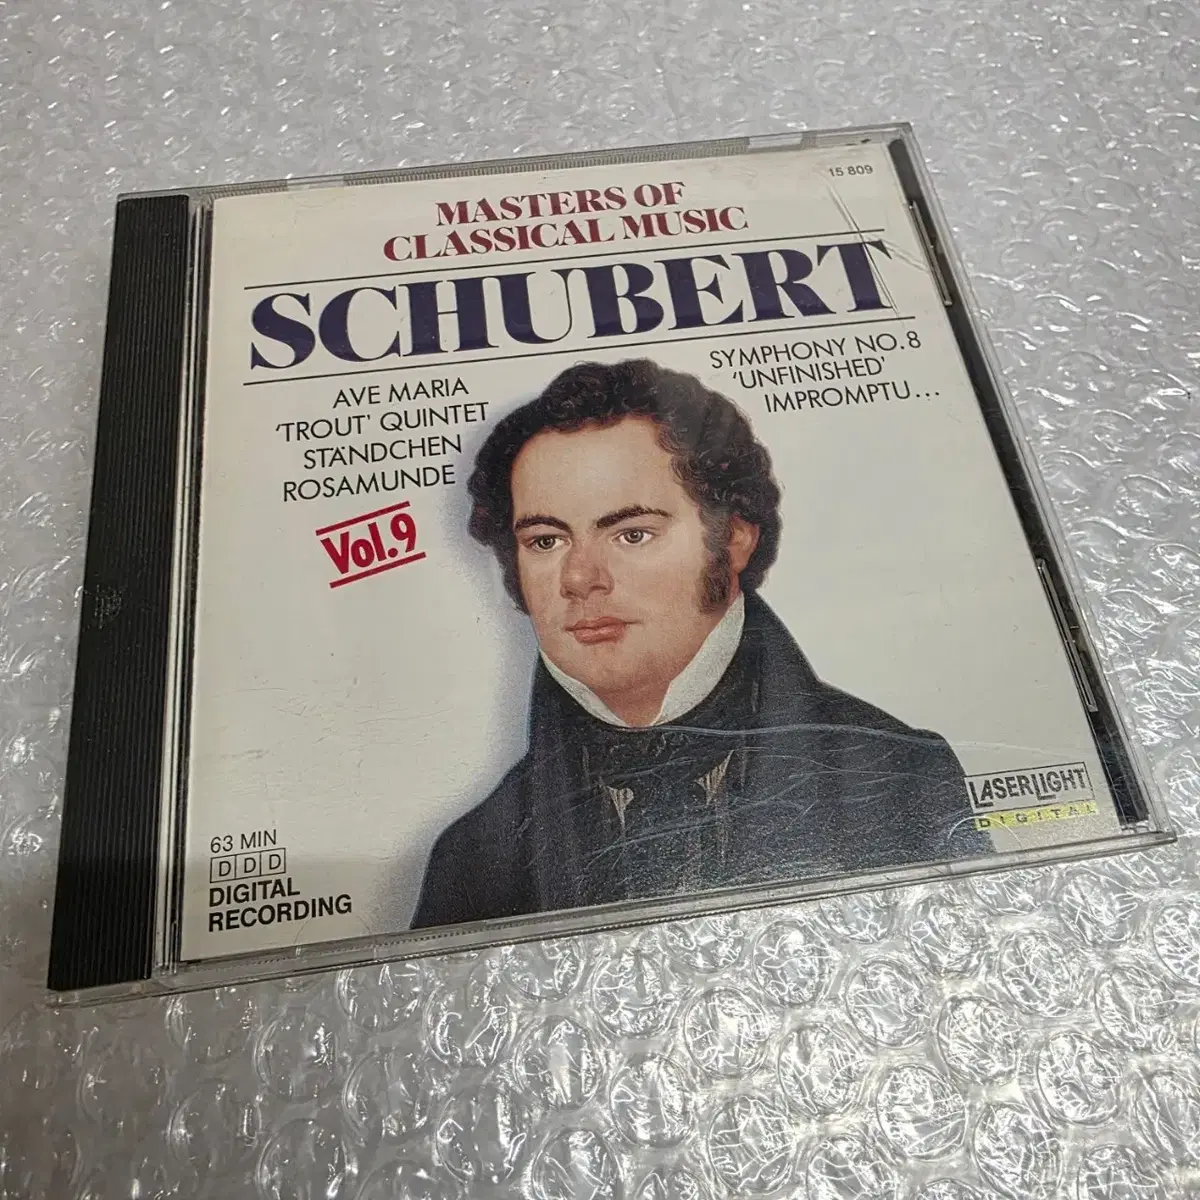 15 809
MASTERS OF
CLASSICAL MUSIC
SCHUBERT
AVE MARIA
'TROUT' QUINTET
STÄNDCHEN
ROSAMUNDE
SYMPHONY NO. 8
'UNFINISHED'
IMPROMPTU...
Vol.9
63 MIN
DDD
DIGITAL
RECORDING
LASERLIGHT
DIGITAL